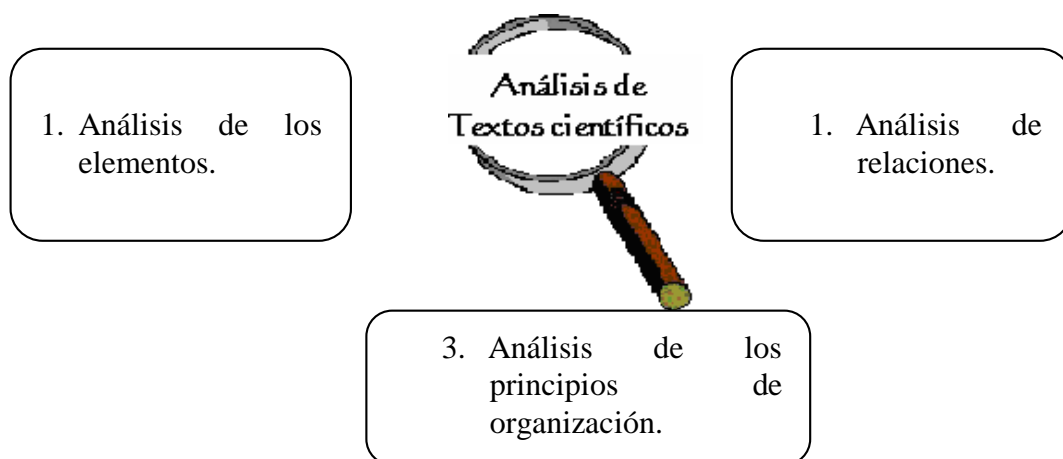 1. Análisis de los
elementos.
Análisis de
Textos científicos
1. Análisis de
relaciones.
3. Análisis de los
principios de
organización.